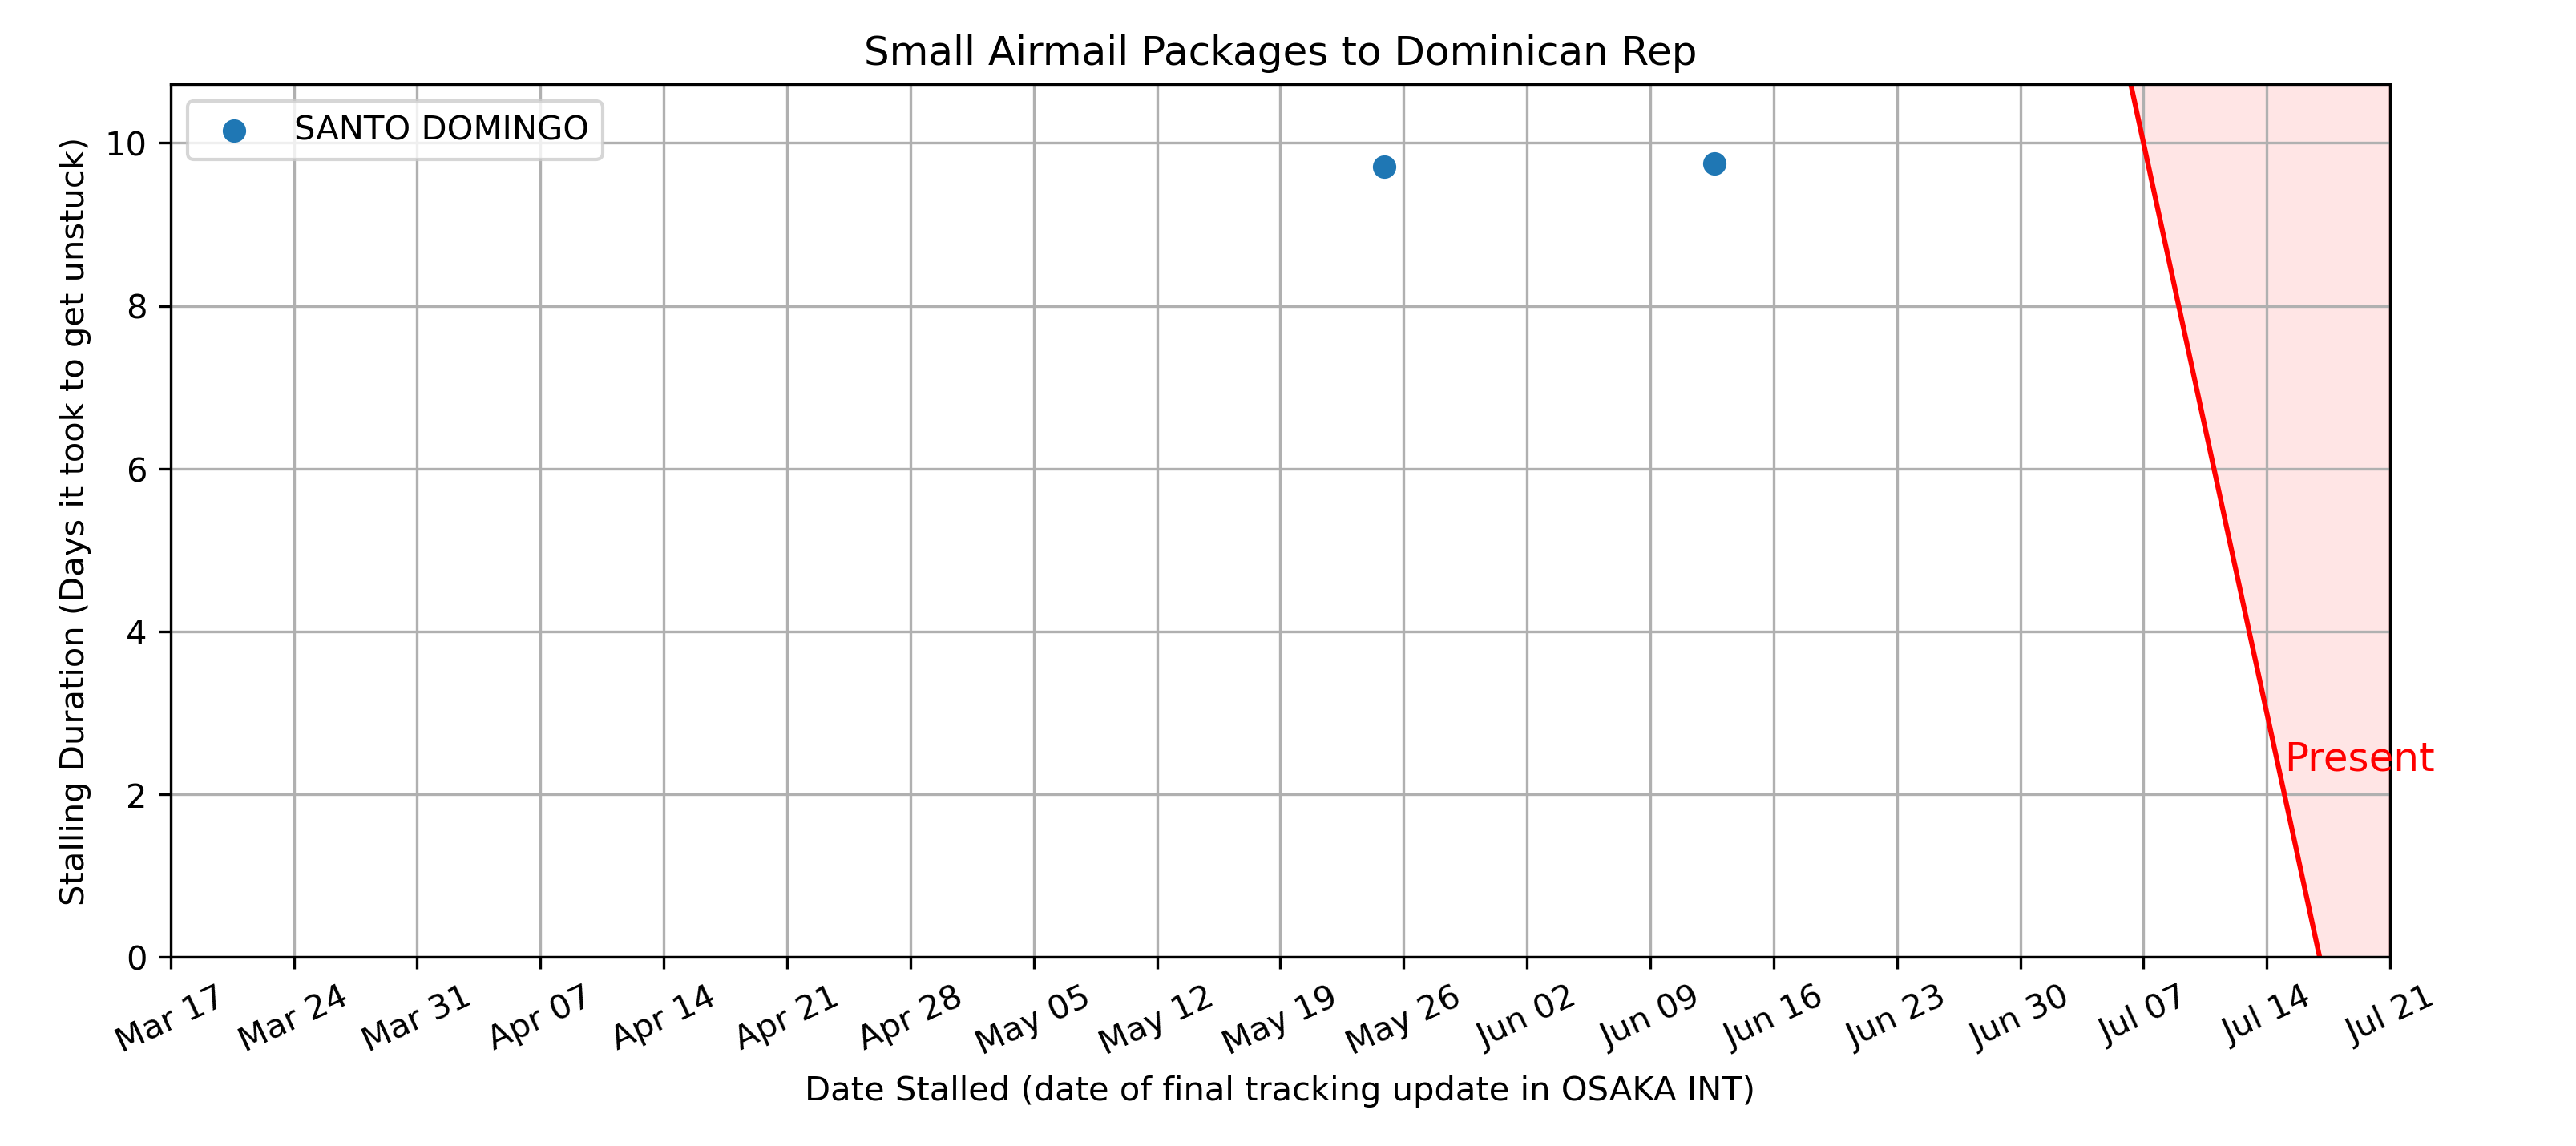 Small Airmail Packages to Dominican Rep
SANTO DOMINGO
Stalling Duration (Days it took to get unstuck)
10
8
6
4
2
0
Present
Mar 17
Mar 24
Mar 31
Apr 07
Apr 14
Apr 21
Apr 28
May 05
May 12
May 19
May 26
Jun 02
Jun 09
Jun 16
Jun 23
Jun 30
Jul 07
Jul 14
Jul 21
Date Stalled (date of final tracking update in OSAKA INT)